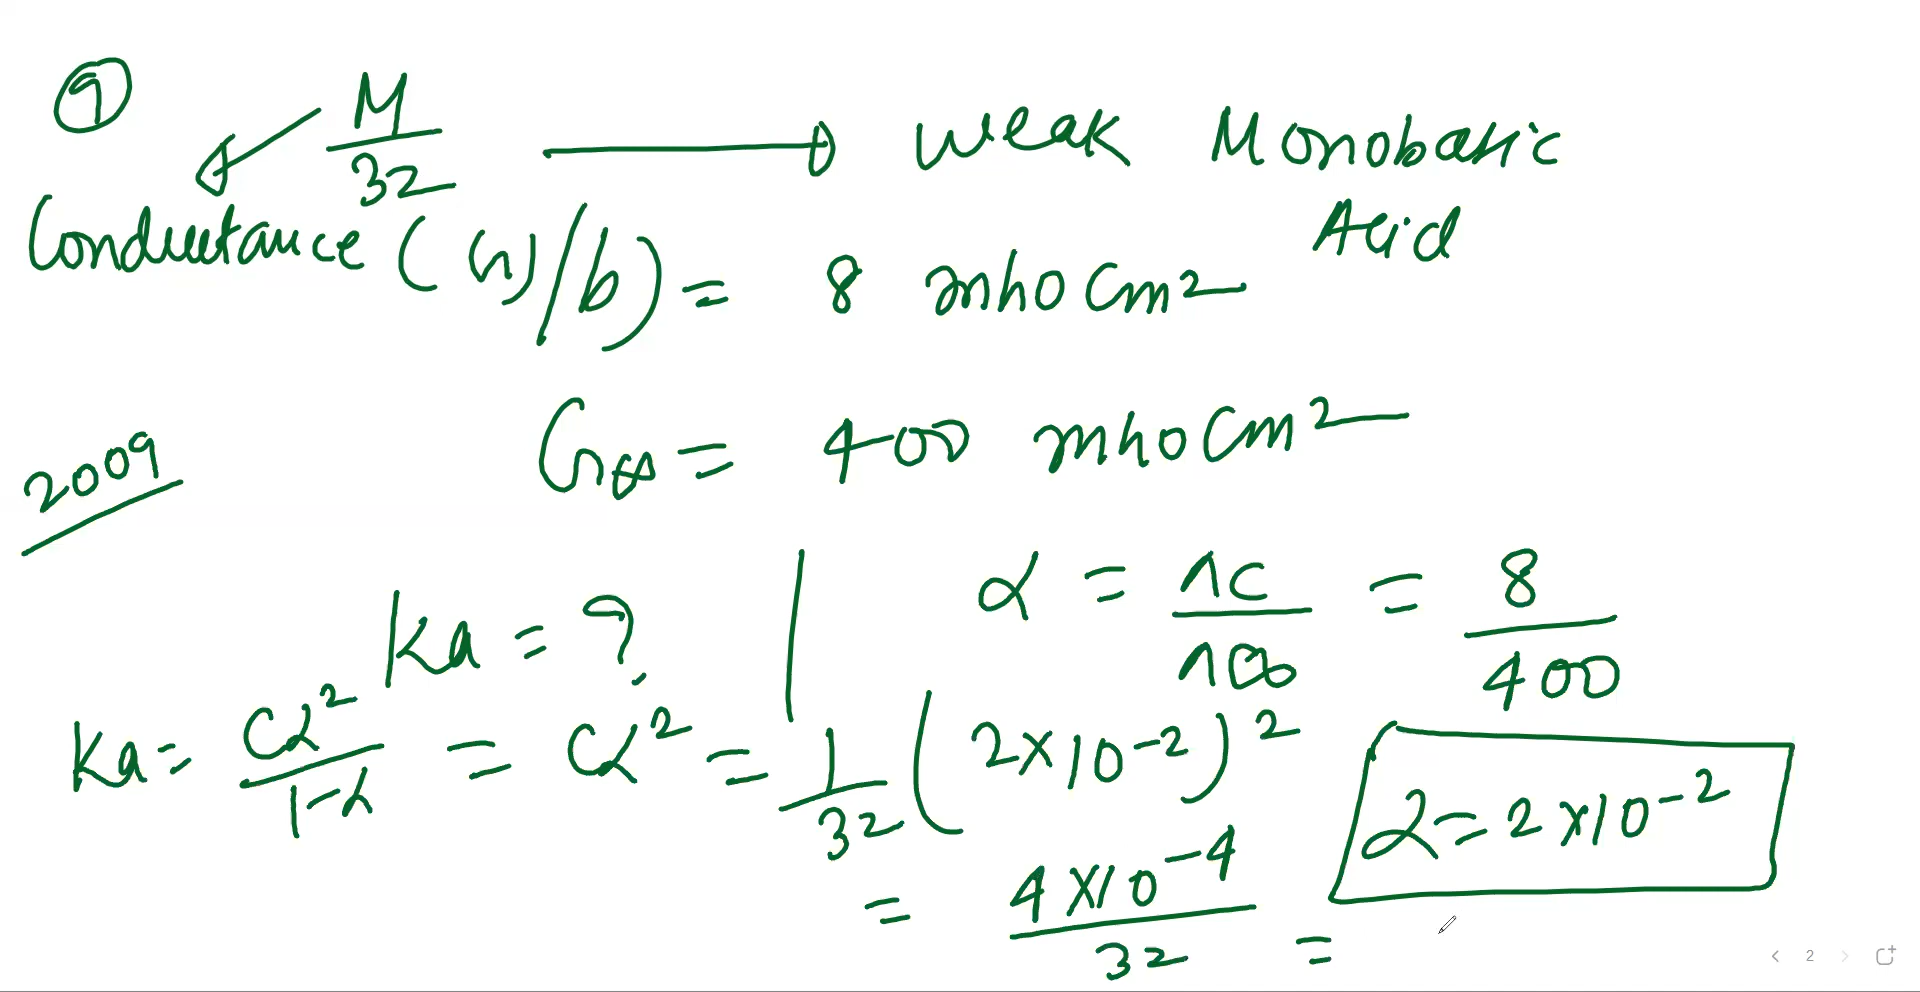 9
M/32 → Weak Monobasic Acid
Conductance (G)/b) = 8 mho Cm²
G∞ = 400 mho Cm²
2009
Ka = ?
α = ΛC/Λ∞ = 8/400
α = 2×10⁻²
Ka = Cα²/1-α = Cα² = 1/32 (2×10⁻²)²
= 4×10⁻⁴/32 =
2